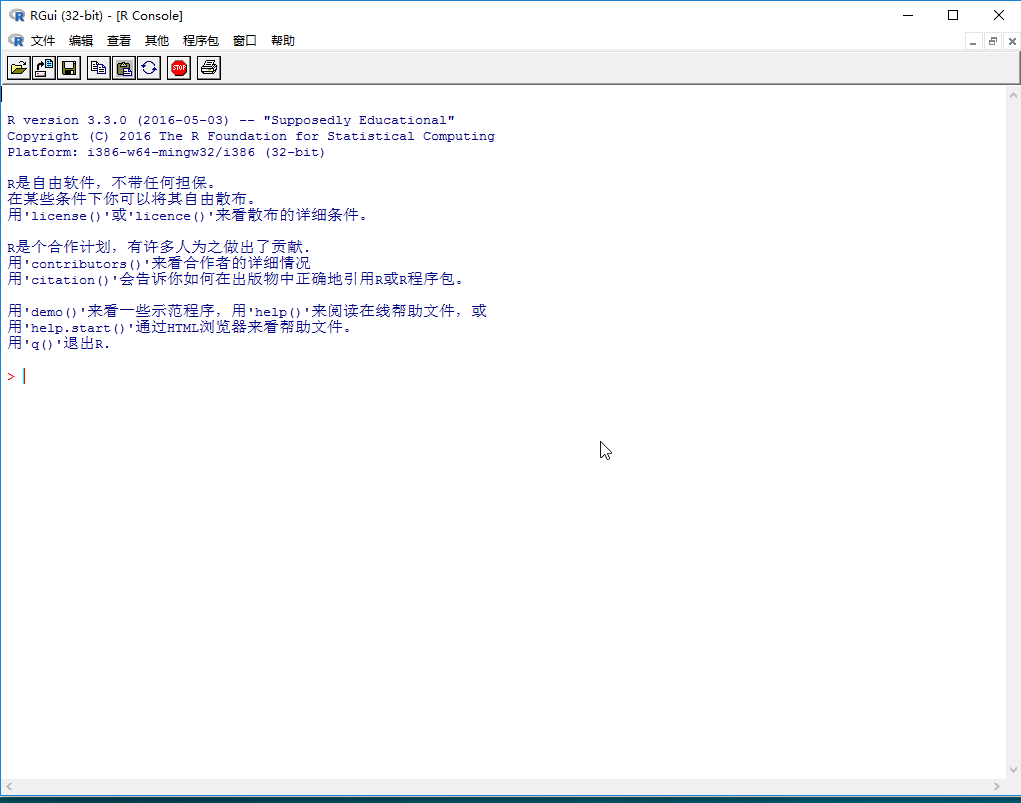 RGui (32-bit) - [R Console]
文件 编辑 查看 其他 程序包 窗口 帮助
STOP
R version 3.3.0 (2016-05-03) -- "Supposedly Educational"
Copyright (C) 2016 The R Foundation for Statistical Computing
Platform: i386-w64-mingw32/i386 (32-bit)
R是自由软件，不带任何担保。
在某些条件下你可以将其自由散布。
用'license()'或'licence()'来看散布的详细条件。
R是个合作计划，有许多人为之做出了贡献.
用'contributors()'来看合作者的详细情况
用'citation()'会告诉你如何在出版物中正确地引用R或R程序包。
用'demo()'来看一些示范程序，用'help()'来阅读在线帮助文件，或
用'help.start()'通过HTML浏览器来看帮助文件。
用'q()'退出R.
>